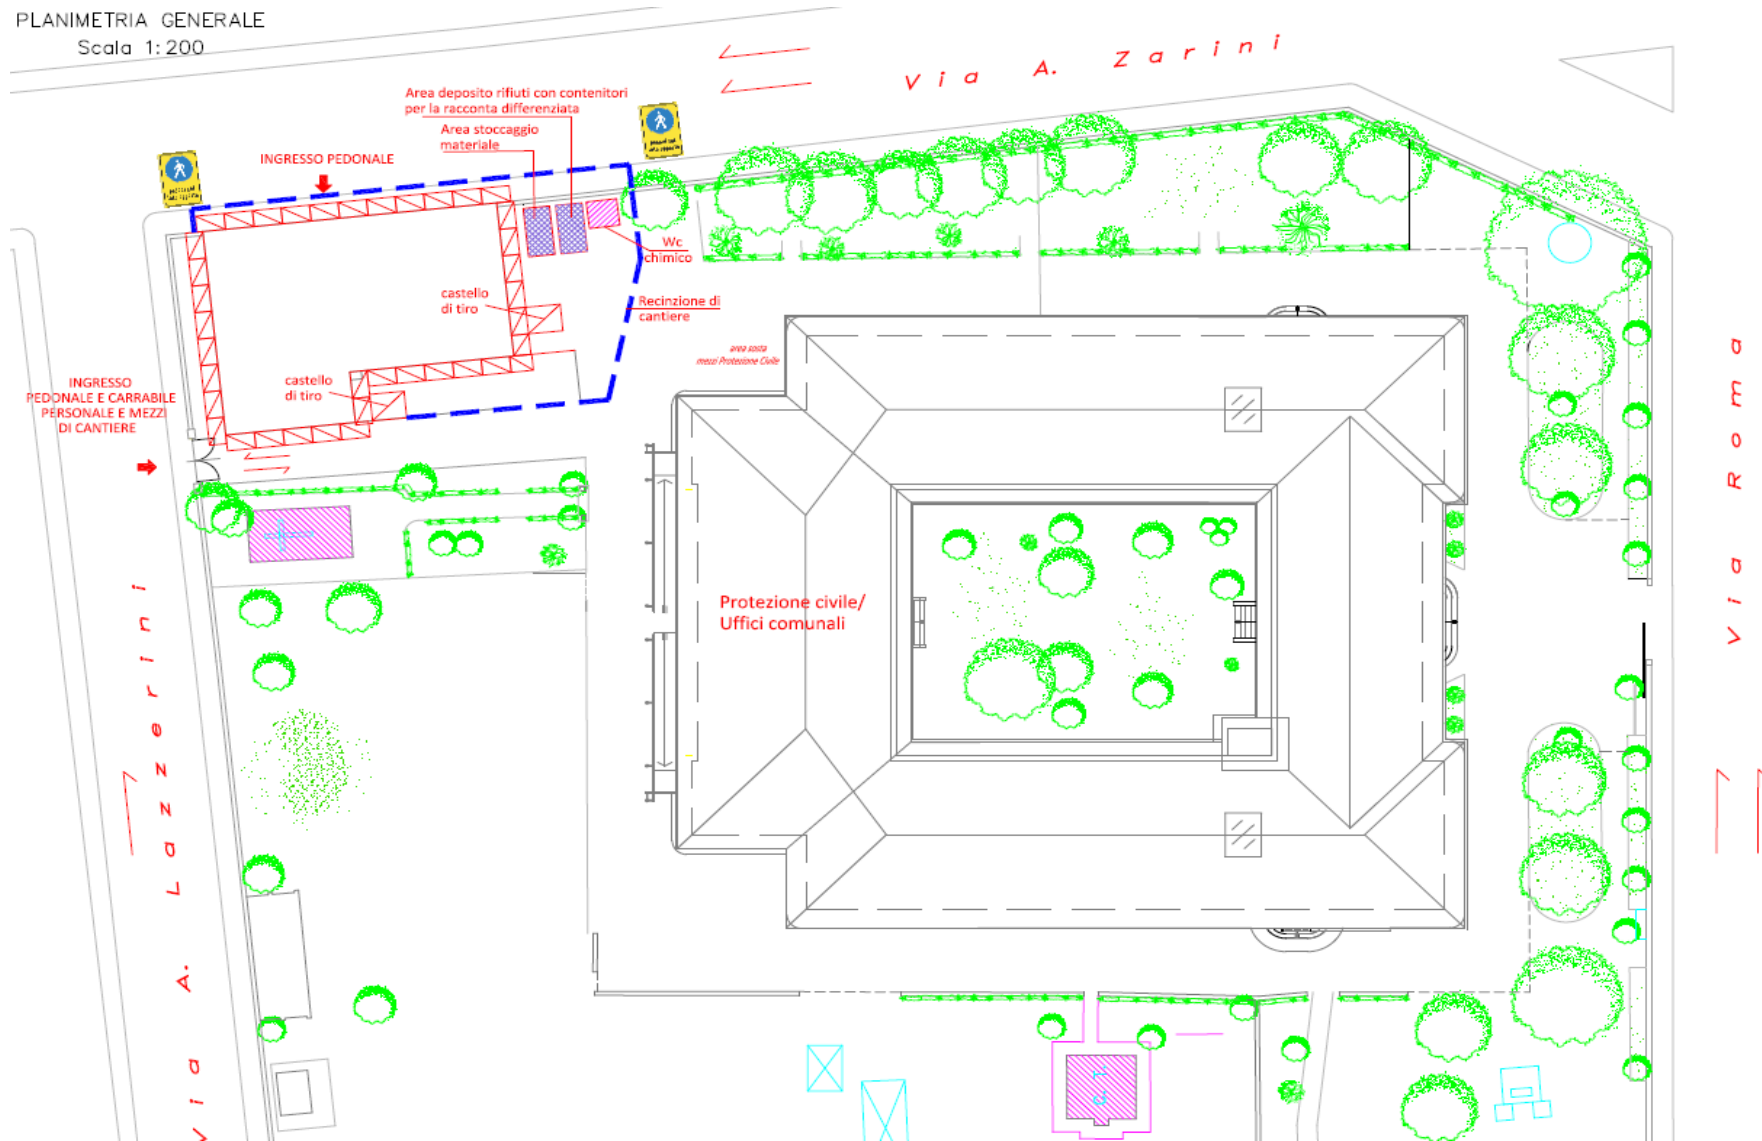 PLANIMETRIA GENERALE
Scala 1:200
Via A. Zarini
Area deposito rifiuti con contenitori
per la racconta differenziata
Area stoccaggio
materiale
INGRESSO PEDONALE
Wc
chimico
castello
di tiro
Recinzione di
cantiere
area sosta
mezzi Protezione Civile
castello
di tiro
INGRESSO
PEDONALE E CARRABILE
PERSONALE E MEZZI
DI CANTIERE
Protezione civile/
Uffici comunali
Via Roma
Via A. Lazzerini